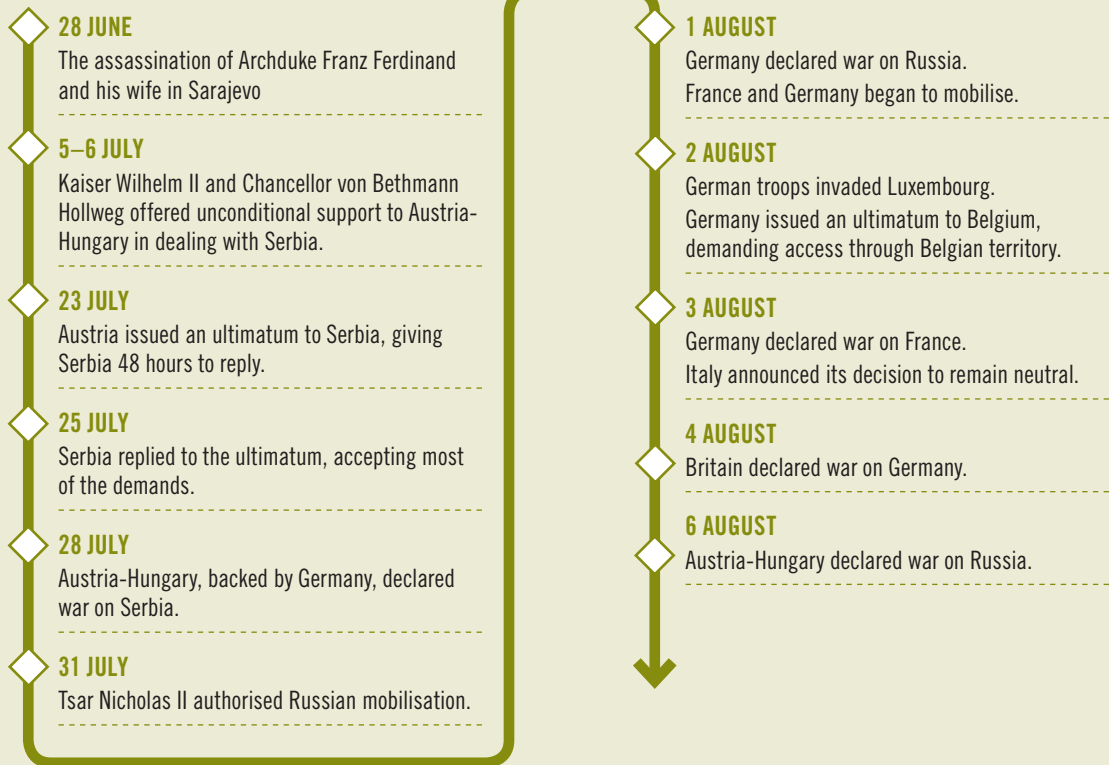 28 JUNE
The assassination of Archduke Franz Ferdinand
and his wife in Sarajevo
5–6 JULY
Kaiser Wilhelm II and Chancellor von Bethmann
Hollweg offered unconditional support to Austria-
Hungary in dealing with Serbia.
23 JULY
Austria issued an ultimatum to Serbia, giving
Serbia 48 hours to reply.
25 JULY
Serbia replied to the ultimatum, accepting most
of the demands.
28 JULY
Austria-Hungary, backed by Germany, declared
war on Serbia.
31 JULY
Tsar Nicholas II authorised Russian mobilisation.
1 AUGUST
Germany declared war on Russia.
France and Germany began to mobilise.
2 AUGUST
German troops invaded Luxembourg.
Germany issued an ultimatum to Belgium,
demanding access through Belgian territory.
3 AUGUST
Germany declared war on France.
Italy announced its decision to remain neutral.
4 AUGUST
Britain declared war on Germany.
6 AUGUST
Austria-Hungary declared war on Russia.